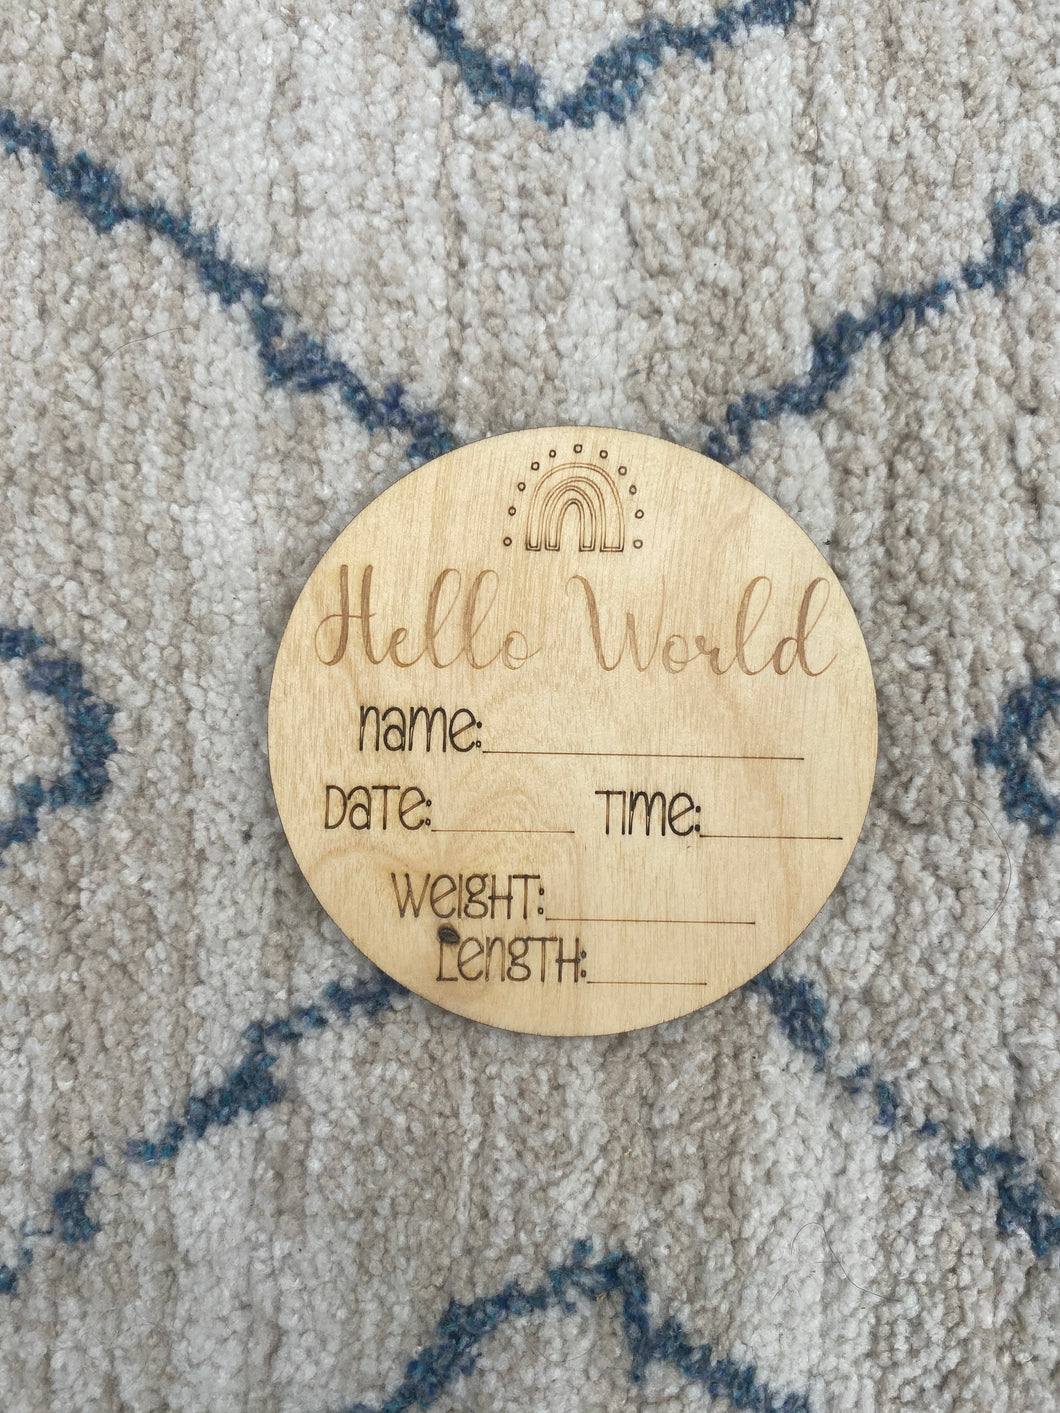 Hello World
name:
Date: Time:
Weight:
Length: